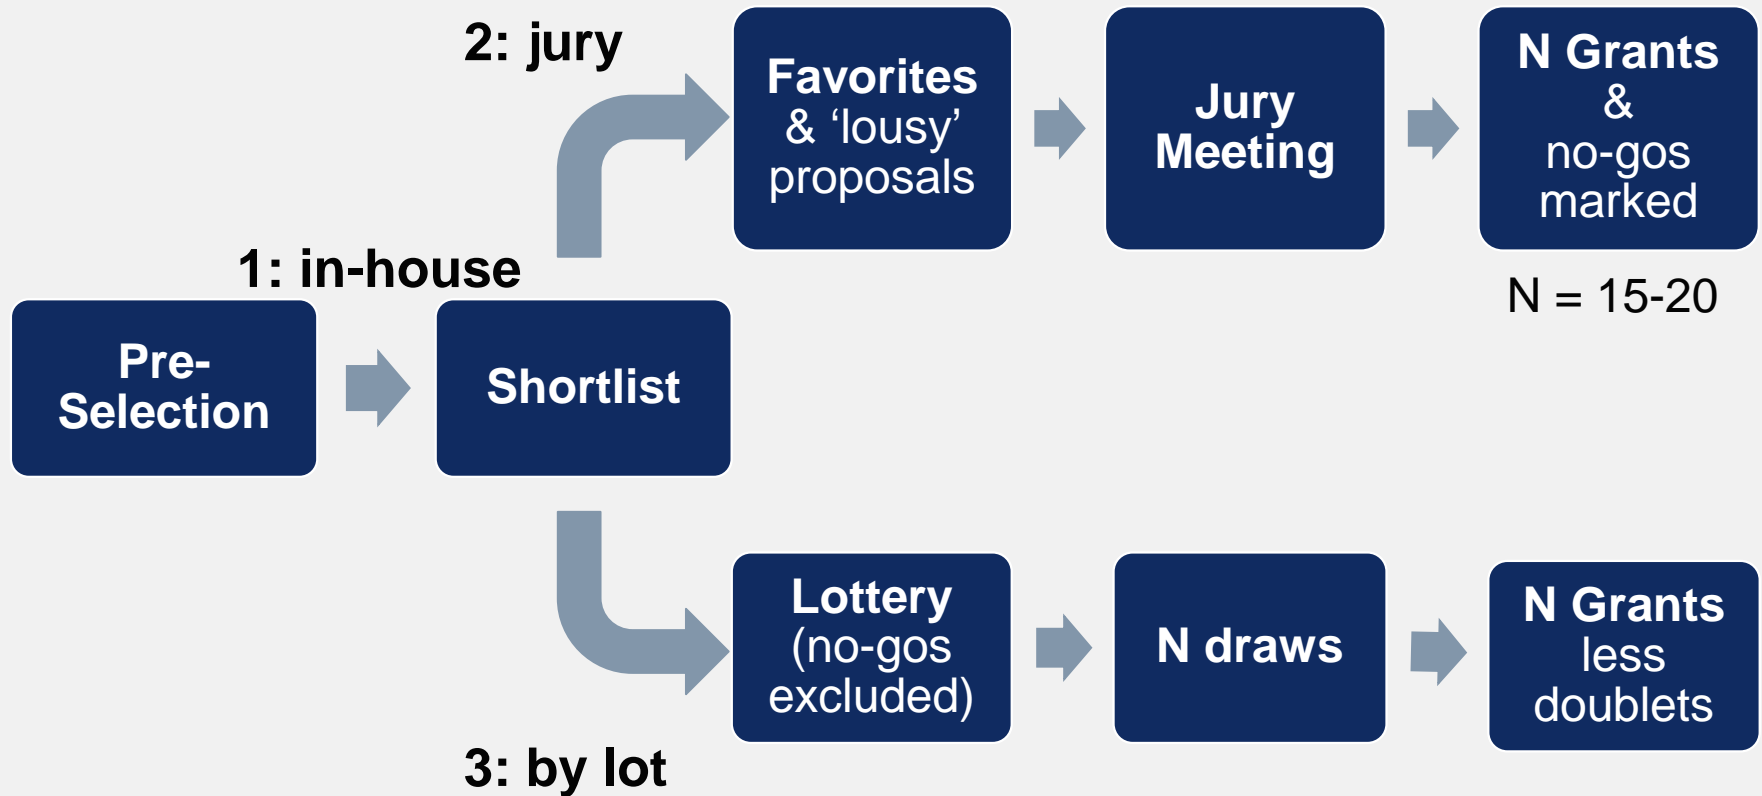 2: jury
Favorites
& ‘lousy’
proposals
Jury
Meeting
N Grants
&
no-gos
marked
N = 15-20
1: in-house
Pre-
Selection
Shortlist
Lottery
(no-gos
excluded)
N draws
N Grants
less
doublets
3: by lot